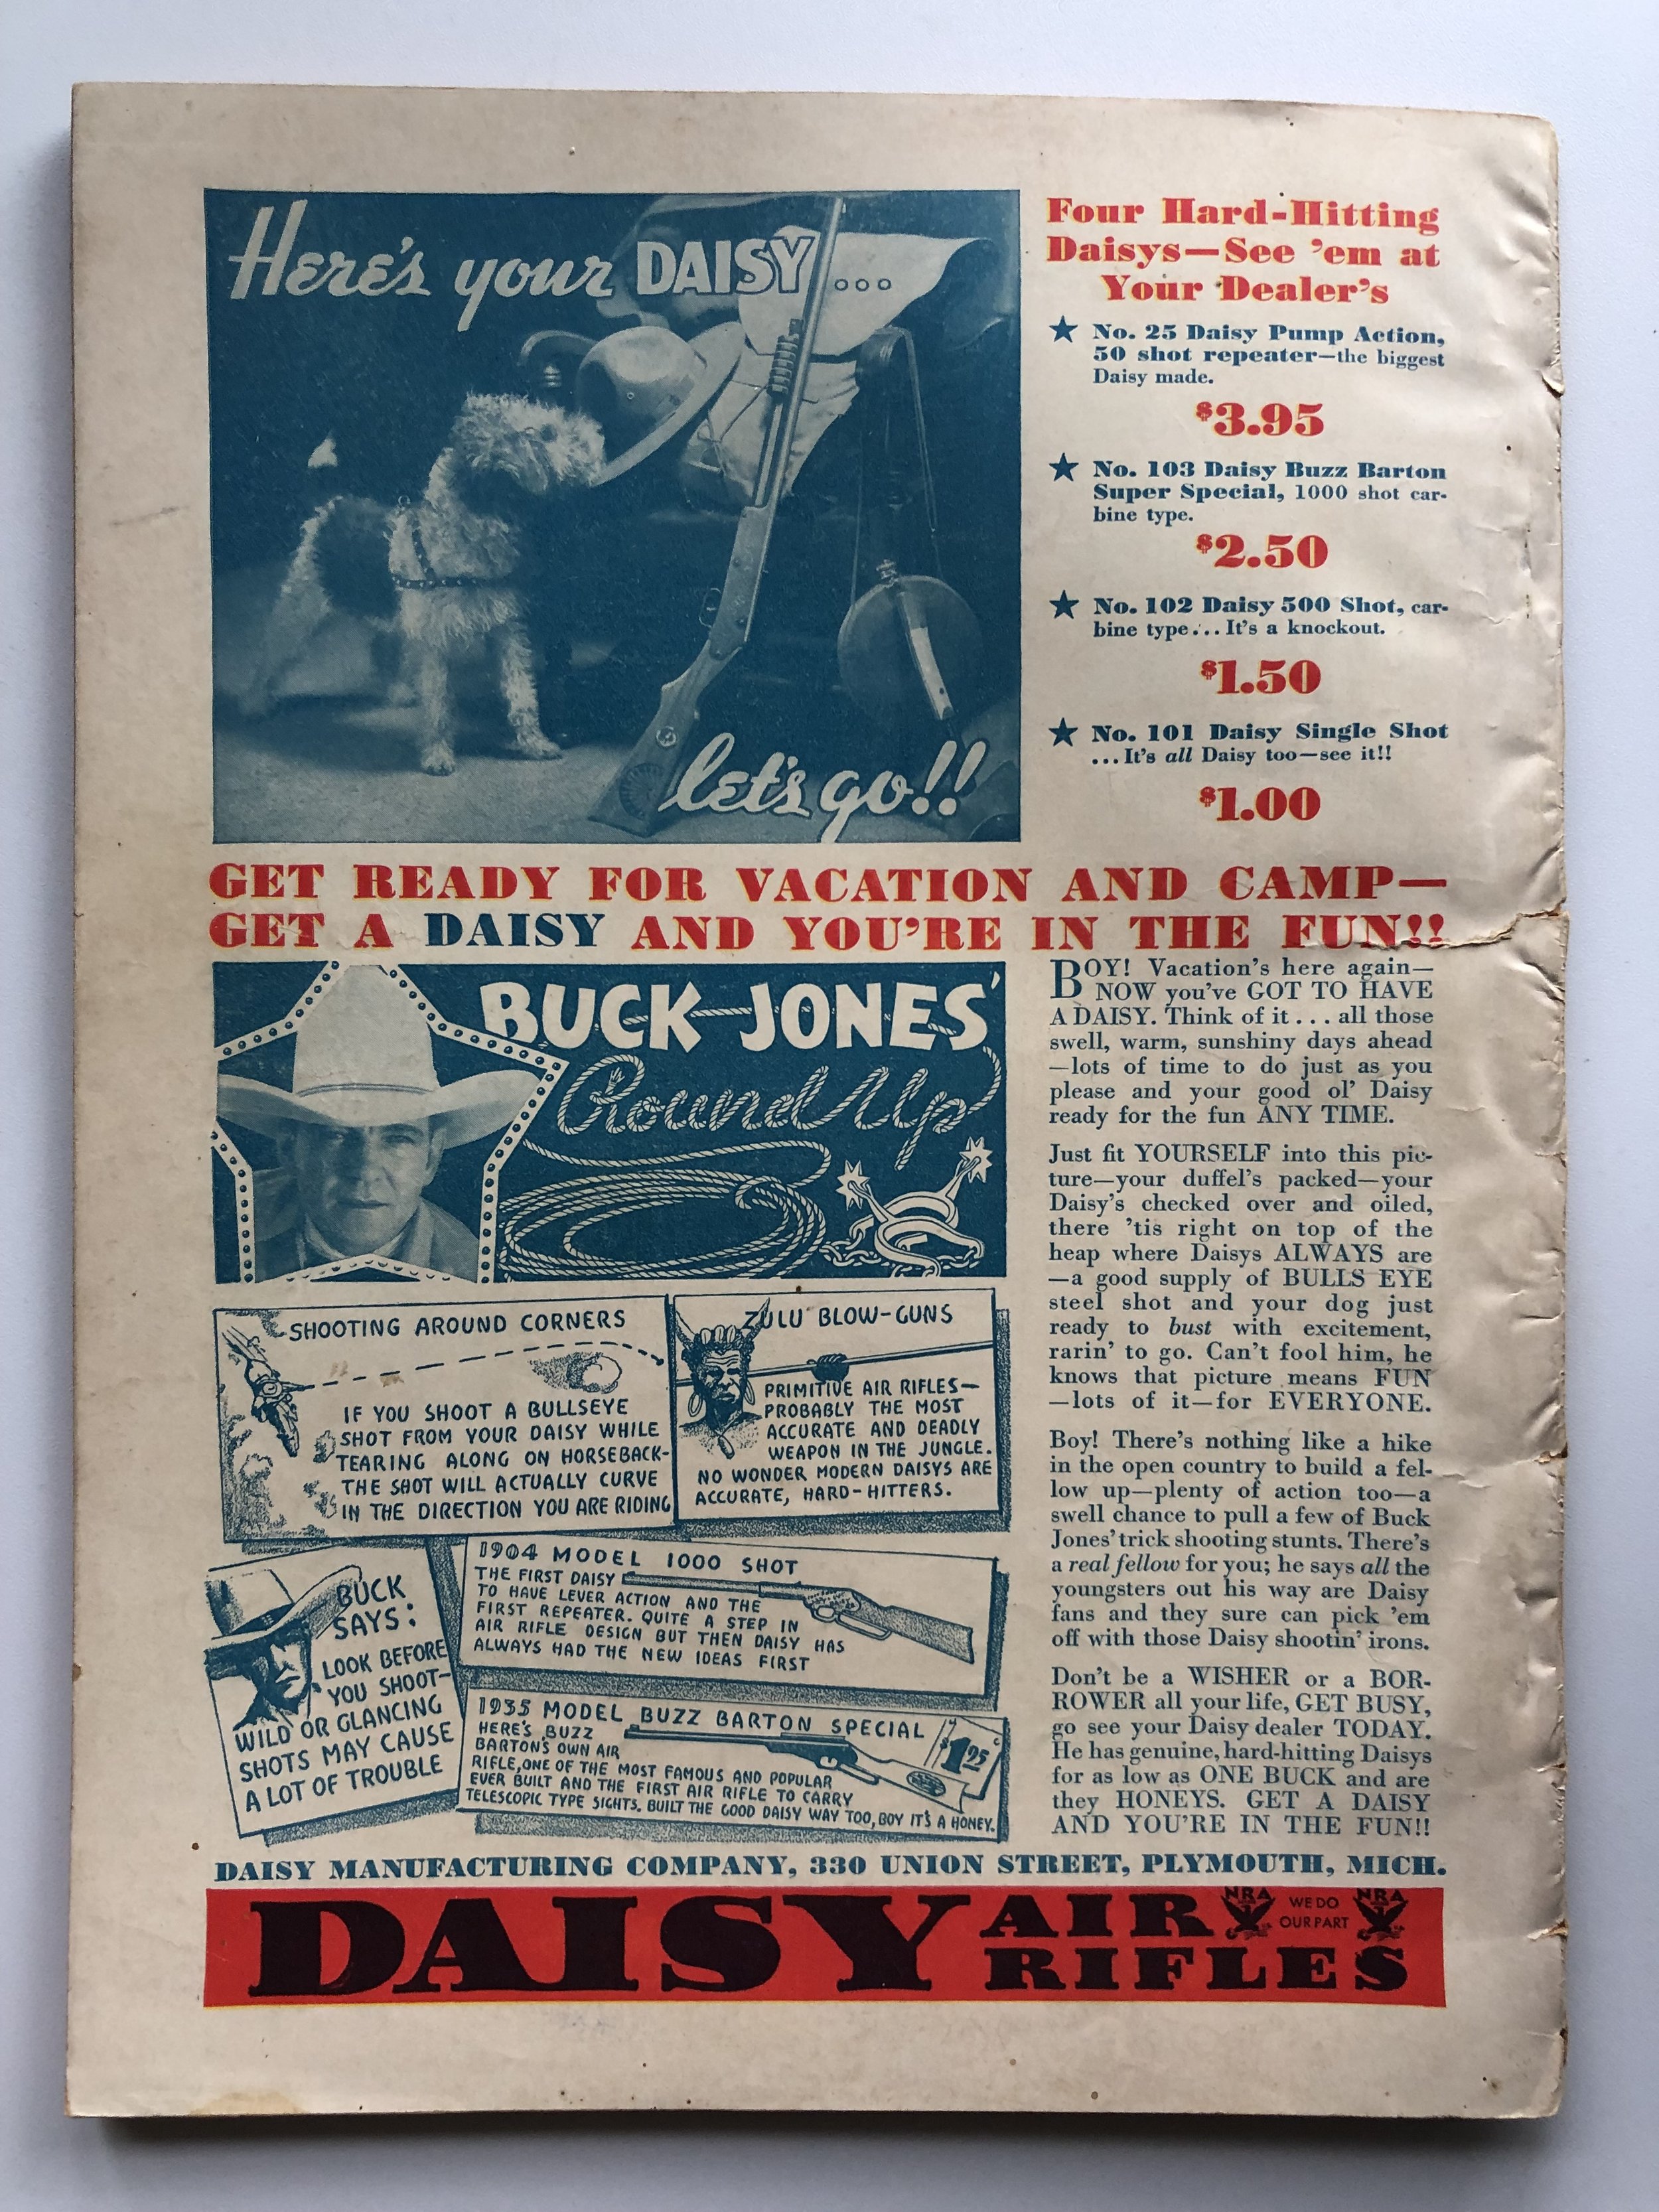 Here's your DAISY...
let's go!!
Four Hard-Hitting
Daisys—See 'em at
Your Dealer's
★ No. 25 Daisy Pump Action,
50 shot repeater—the biggest
Daisy made.
$3.95
★ No. 103 Daisy Buzz Barton
Super Special, 1000 shot car-
bine type.
$2.50
★ No. 102 Daisy 500 Shot, car-
bine type... It's a knockout.
$1.50
★ No. 101 Daisy Single Shot
...It's all Daisy too—see it!!
$1.00
GET READY FOR VACATION AND CAMP—
GET A DAISY AND YOU'RE IN THE FUN!!
BUCK JONES'
Round Up
SHOOTING AROUND CORNERS
IF YOU SHOOT A BULLSEYE
SHOT FROM YOUR DAISY WHILE
TEARING ALONG ON HORSEBACK-
THE SHOT WILL ACTUALLY CURVE
IN THE DIRECTION YOU ARE RIDING
ZULU BLOW-GUNS
PRIMITIVE AIR RIFLES—
PROBABLY THE MOST
ACCURATE AND DEADLY
WEAPON IN THE JUNGLE.
NO WONDER MODERN DAISYS ARE
ACCURATE, HARD-HITTERS.
BUCK
SAYS:
LOOK BEFORE
YOU SHOOT—
WILD OR GLANCING
SHOTS MAY CAUSE
A LOT OF TROUBLE
1904 MODEL 1000 SHOT
THE FIRST DAISY
TO HAVE LEVER ACTION AND THE
FIRST REPEATER. QUITE A STEP IN
AIR RIFLE DESIGN BUT THEN DAISY HAS
ALWAYS HAD THE NEW IDEAS FIRST
1935 MODEL BUZZ BARTON SPECIAL
HERE'S BUZZ
BARTON'S OWN AIR
RIFLE, ONE OF THE MOST FAMOUS AND POPULAR
EVER BUILT AND THE FIRST AIR RIFLE TO CARRY
TELESCOPIC TYPE SIGHTS. BUILT THE GOOD DAISY WAY TOO, BOY IT'S A HONEY.
$1.25
BOY! Vacation's here again—
NOW you've GOT TO HAVE
A DAISY. Think of it... all those
swell, warm, sunshiny days ahead
—lots of time to do just as you
please and your good ol' Daisy
ready for the fun ANY TIME.
Just fit YOURSELF into this pic-
ture—your duffel's packed—your
Daisy's checked over and oiled,
there 'tis right on top of the
heap where Daisys ALWAYS are
—a good supply of BULLS EYE
steel shot and your dog just
ready to bust with excitement,
rarin' to go. Can't fool him, he
knows that picture means FUN
—lots of it—for EVERYONE.
Boy! There's nothing like a hike
in the open country to build a fel-
low up—plenty of action too—a
swell chance to pull a few of Buck
Jones' trick shooting stunts. There's
a real fellow for you; he says all the
youngsters out his way are Daisy
fans and they sure can pick 'em
off with those Daisy shootin' irons.
Don't be a WISHER or a BOR-
ROWER all your life, GET BUSY,
go see your Daisy dealer TODAY.
He has genuine, hard-hitting Daisys
for as low as ONE BUCK and are
they HONEYS. GET A DAISY
AND YOU'RE IN THE FUN!!
DAISY MANUFACTURING COMPANY, 330 UNION STREET, PLYMOUTH, MICH.
DAISY AIR
RIFLES
NRA
WE DO
OUR PART
NRA